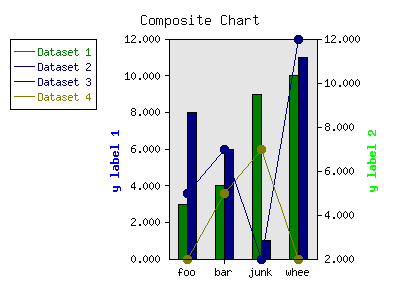 Composite Chart
Dataset 1
Dataset 2
Dataset 3
Dataset 4
y label 1
12.000
10.000
8.000
6.000
4.000
2.000
0.000
12.000
10.000
8.000
6.000
4.000
2.000
y label 2
foo bar junk whee